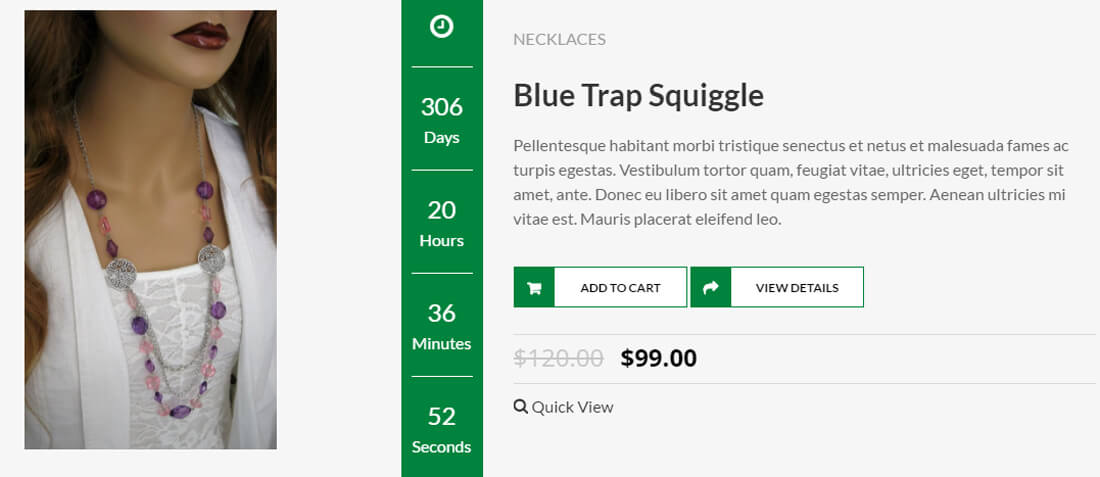 306
Days
20
Hours
36
Minutes
52
Seconds
NECKLACES
Blue Trap Squiggle
Pellentesque habitant morbi tristique senectus et netus et malesuada fames ac
turpis egestas. Vestibulum tortor quam, feugiat vitae, ultricies eget, tempor sit
amet, ante. Donec eu libero sit amet quam egestas semper. Aenean ultricies mi
vitae est. Mauris placerat eleifend leo.
ADD TO CART VIEW DETAILS
$120.00 $99.00
Quick View